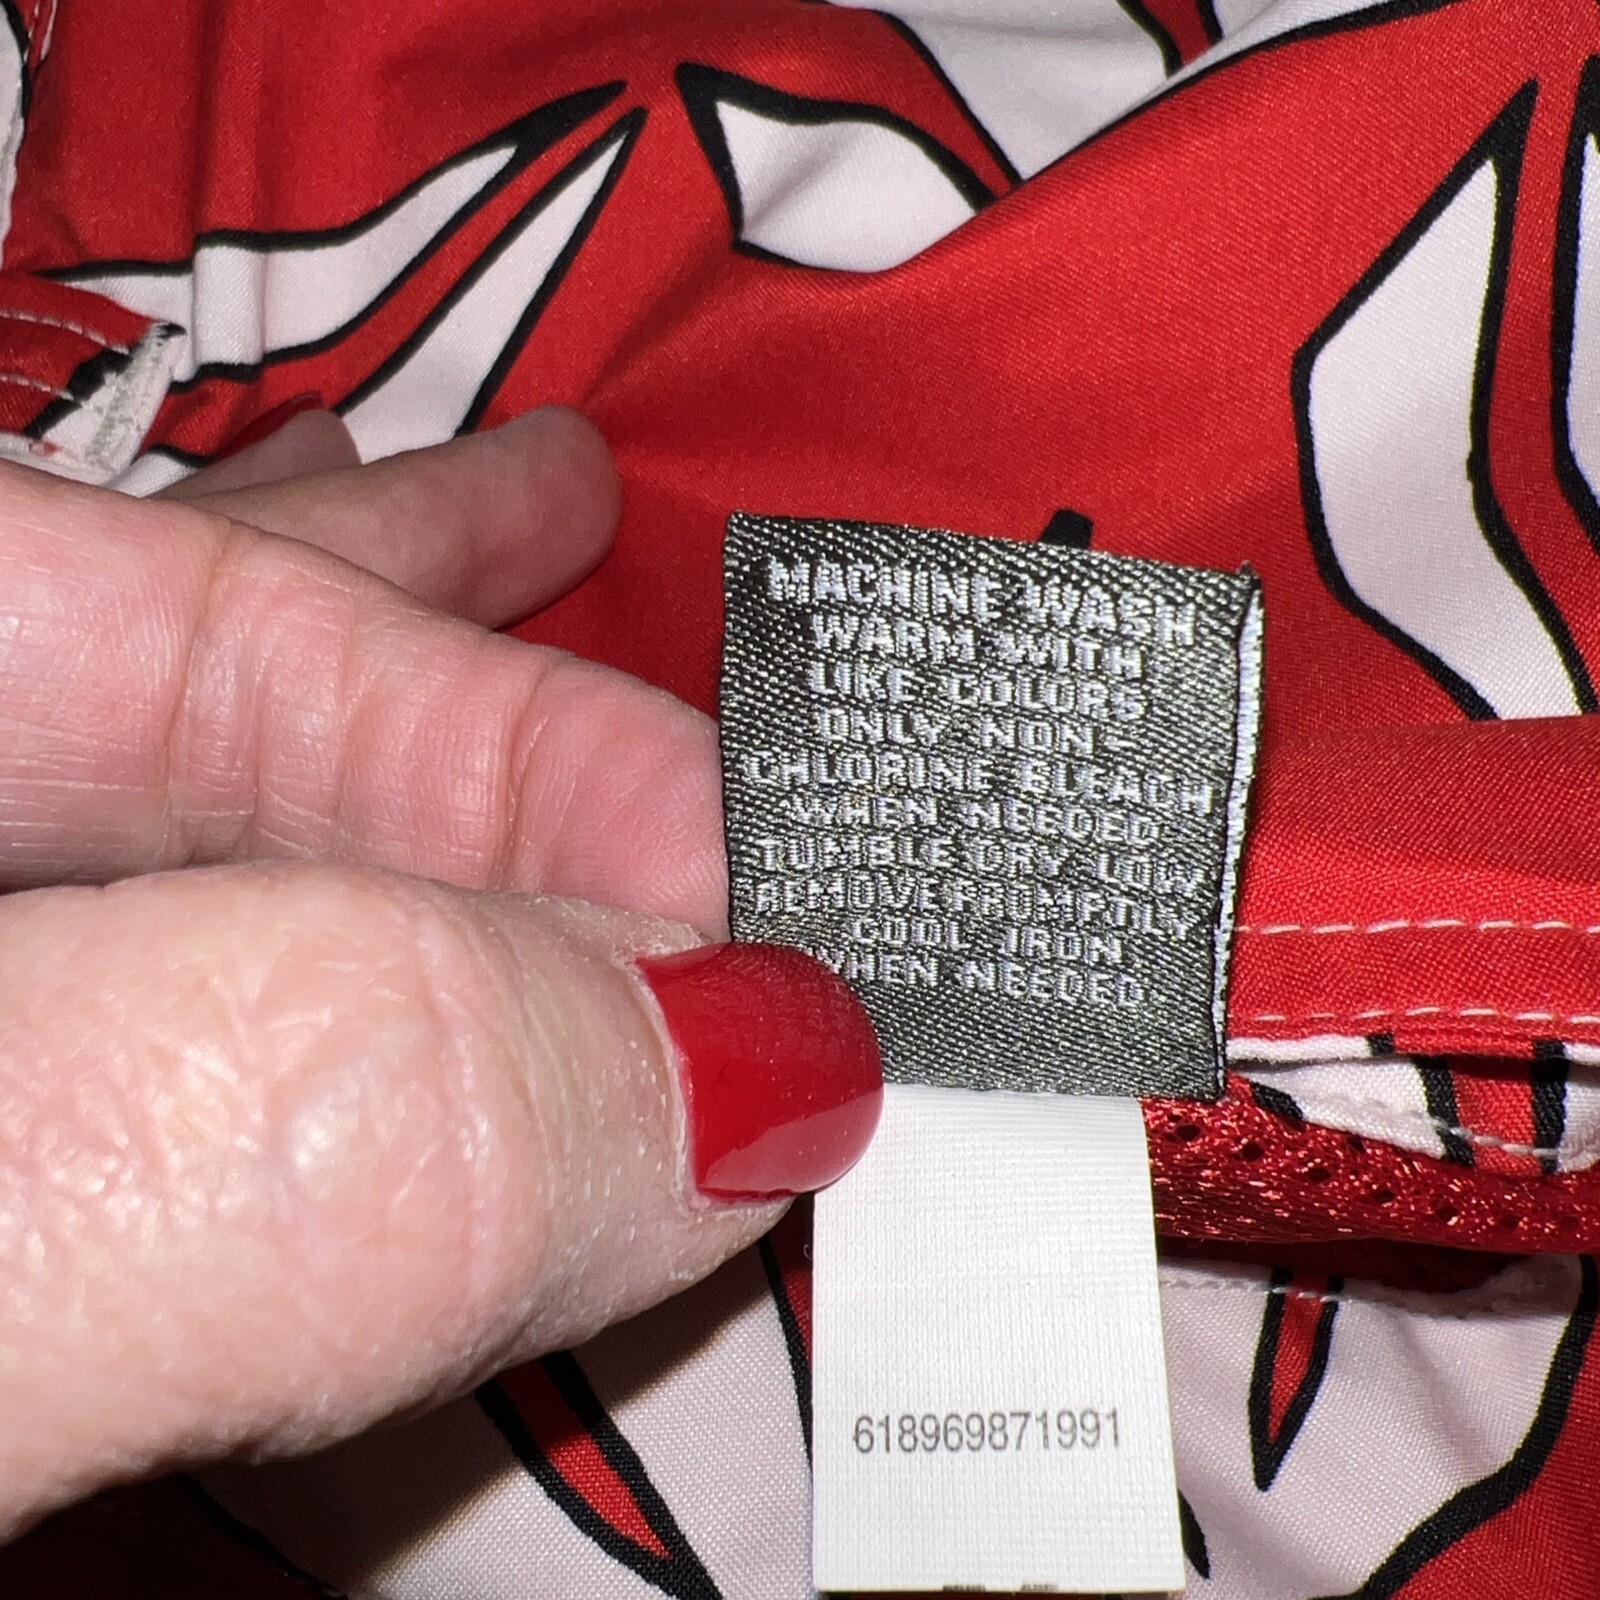 MACHINE WASH
WARM WITH
LIKE COLORS
ONLY NON-
CHLORINE BLEACH
WHEN NEEDED
TUMBLE DRY LOW
REMOVE PROMPTLY
COOL IRON
WHEN NEEDED
618969871991